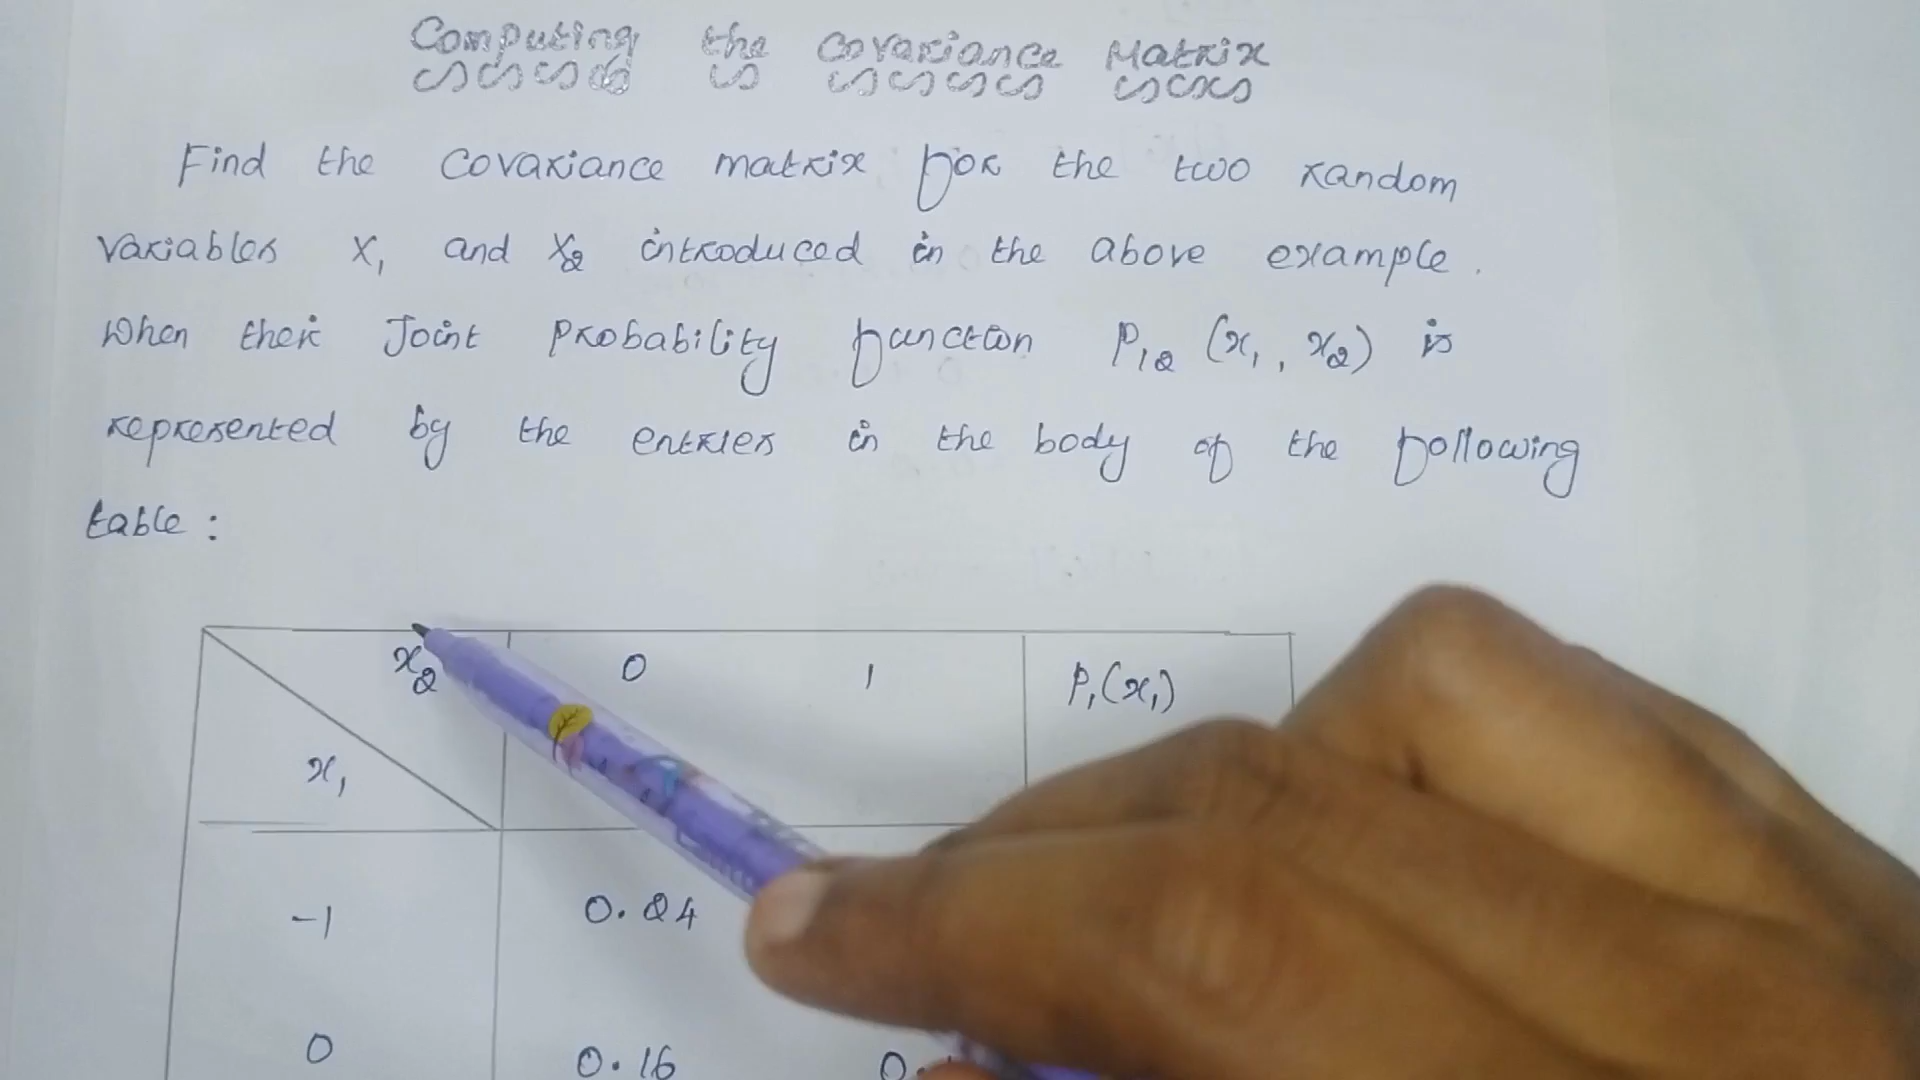 Computing the Covariance Matrix
Find the covariance matrix for the two random
variables X₁ and X₂ introduced in the above example.
When their Joint Probability function P₁₂ (x₁, x₂) is
represented by the entries in the body of the following
table:
x₂ 0 1 P₁(x₁)
x₁
-1 0.24
0 0.16 0.